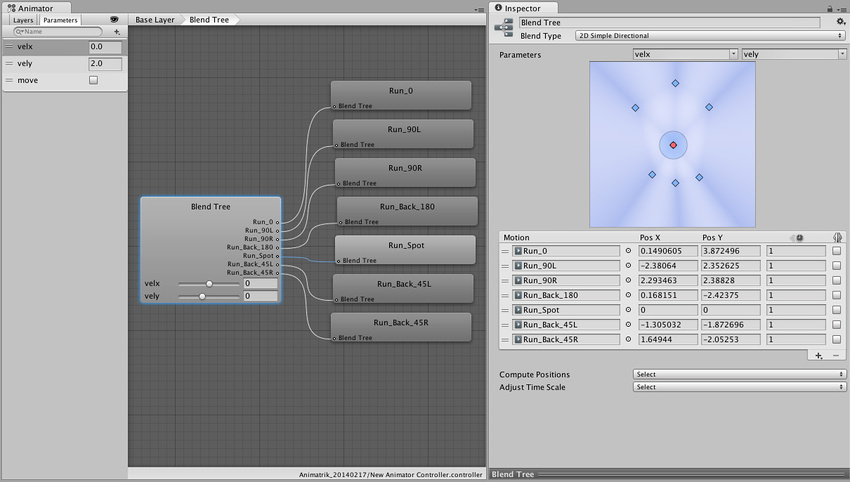 Animator
Layers Parameters
Name
velx 0.0
vely 2.0
move
Base Layer Blend Tree
Run_0
Blend Tree
Run_90L
Blend Tree
Run_90R
Blend Tree
Run_Back_180
Blend Tree
Run_Spot
Blend Tree
Run_Back_45L
Blend Tree
Run_Back_45R
Blend Tree
Blend Tree
Run_0
Run_90L
Run_90R
Run_Back_180
Run_Spot
Run_Back_45L
Run_Back_45R
velx 0
vely 0
Animatrik_20140217/New Animator Controller.controller
Inspector
Blend Tree
Blend Type 2D Simple Directional
Parameters velx vely
Motion Pos X Pos Y
Run_0 0.1490605 3.872496 1
Run_90L -2.38064 2.352625 1
Run_90R 2.293463 2.38828 1
Run_Back_180 0.168151 -2.42375 1
Run_Spot 0 0 1
Run_Back_45L -1.305032 -1.872696 1
Run_Back_45R 1.64944 -2.05253 1
Compute Positions Select
Adjust Time Scale Select
Blend Tree